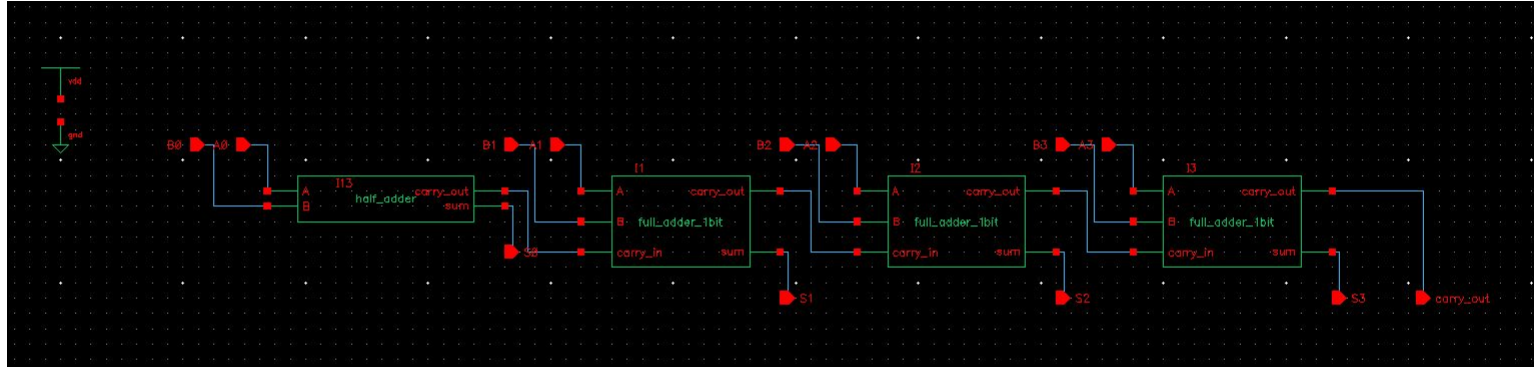 vdd
gnd
B0 A0
I13
A carry_out
half_adder
B sum
S0
B1 A1
I1
A carry_out
B full_adder_1bit
carry_in sum
S1
B2 A2
I2
A carry_out
B full_adder_1bit
carry_in sum
S2
B3 A3
I3
A carry_out
B full_adder_1bit
carry_in sum
S3
carry_out